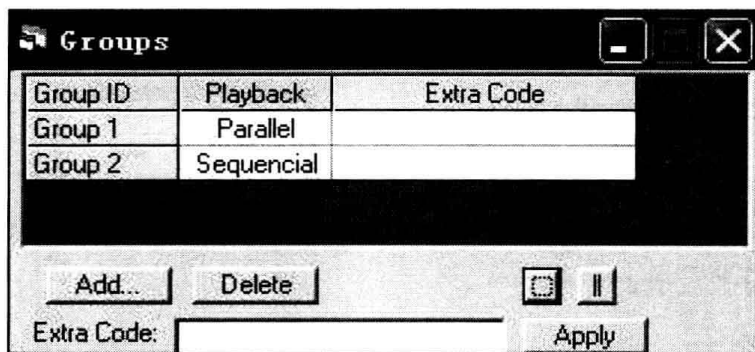 Groups
Group ID Playback Extra Code
Group 1 Parallel
Group 2 Sequencial
Add... Delete
Extra Code: Apply